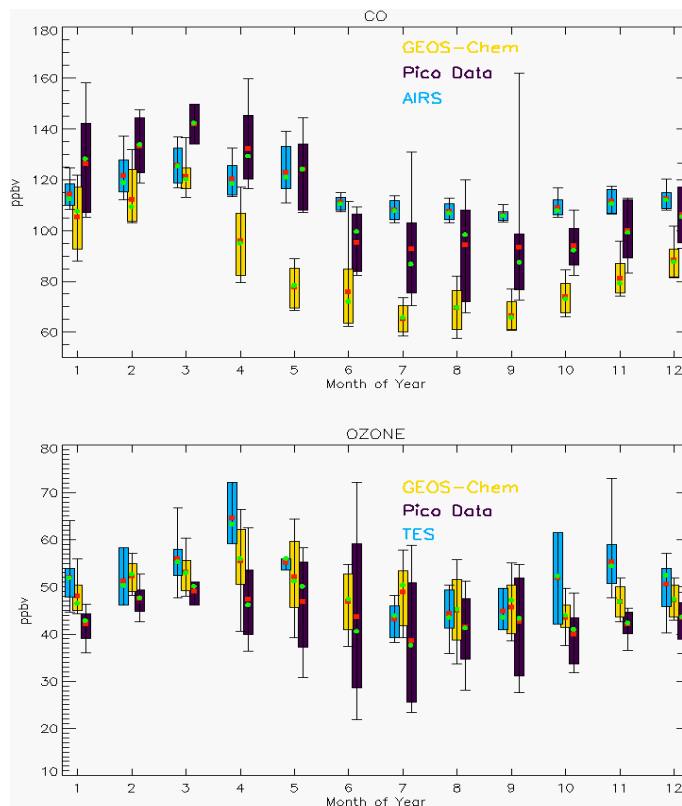 CO
180
160
140
120
100
80
60
ppbv
GEOS-Chem
Pico Data
AIRS
1 2 3 4 5 6 7 8 9 10 11 12
Month of Year
OZONE
80
70
60
50
40
30
20
10
ppbv
GEOS-Chem
Pico Data
TES
1 2 3 4 5 6 7 8 9 10 11 12
Month of Year